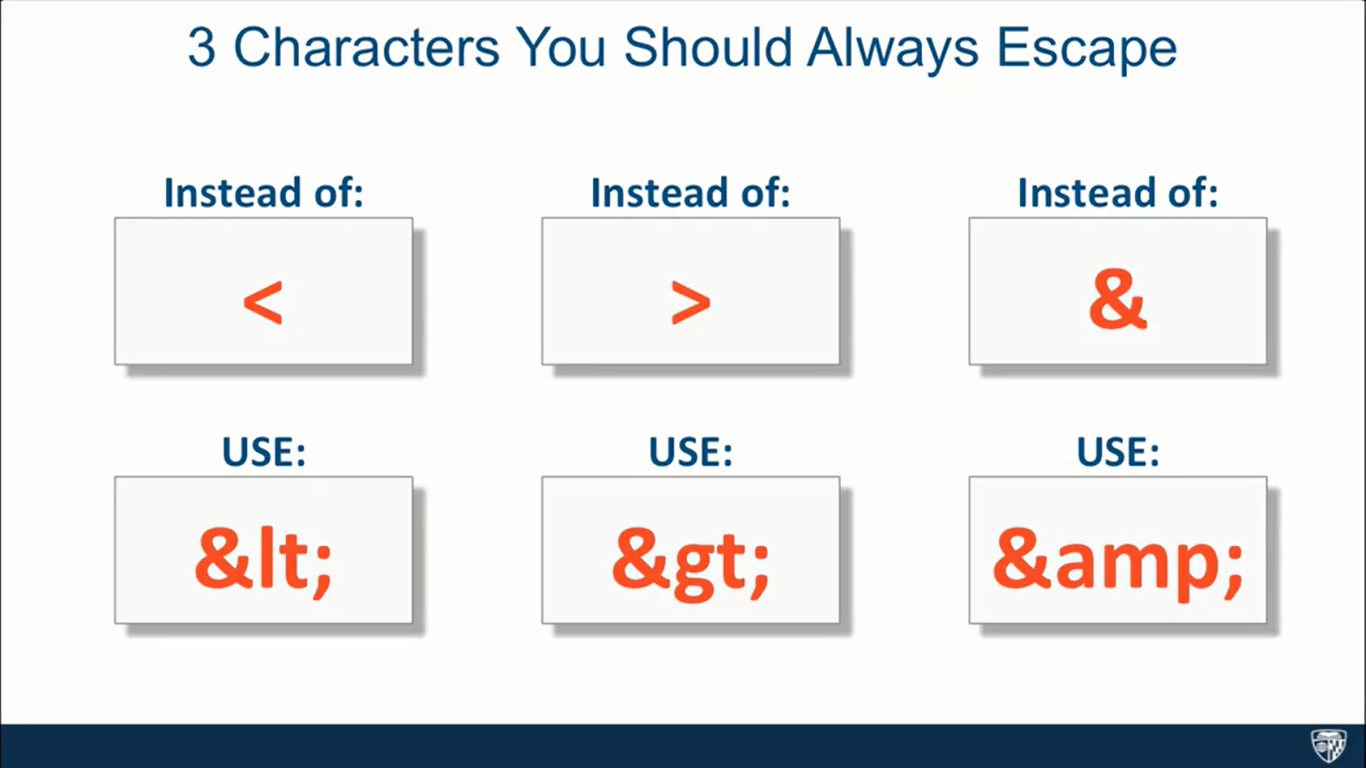 3 Characters You Should Always Escape
Instead of: Instead of: Instead of:
< > &
USE: USE: USE:
&lt; &gt; &amp;